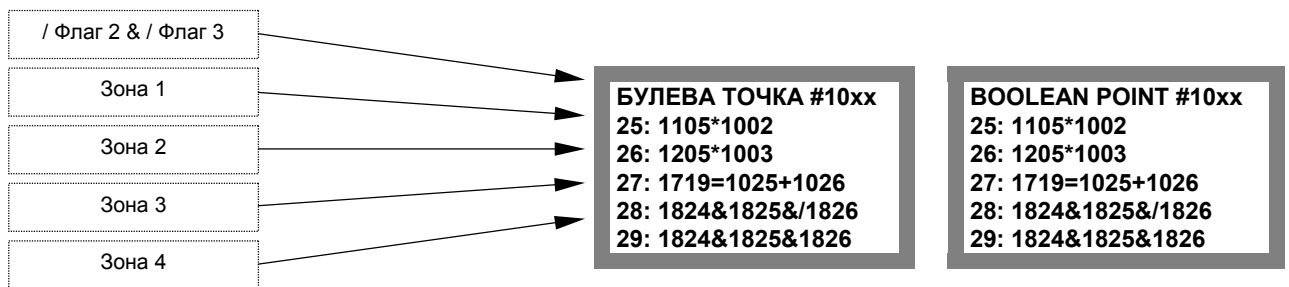 / Флаг 2 & / Флаг 3
Зона 1
Зона 2
Зона 3
Зона 4
БУЛЕВА ТОЧКА #10xx
25: 1105*1002
26: 1205*1003
27: 1719=1025+1026
28: 1824&1825&/1826
29: 1824&1825&1826
BOOLEAN POINT #10xx
25: 1105*1002
26: 1205*1003
27: 1719=1025+1026
28: 1824&1825&/1826
29: 1824&1825&1826